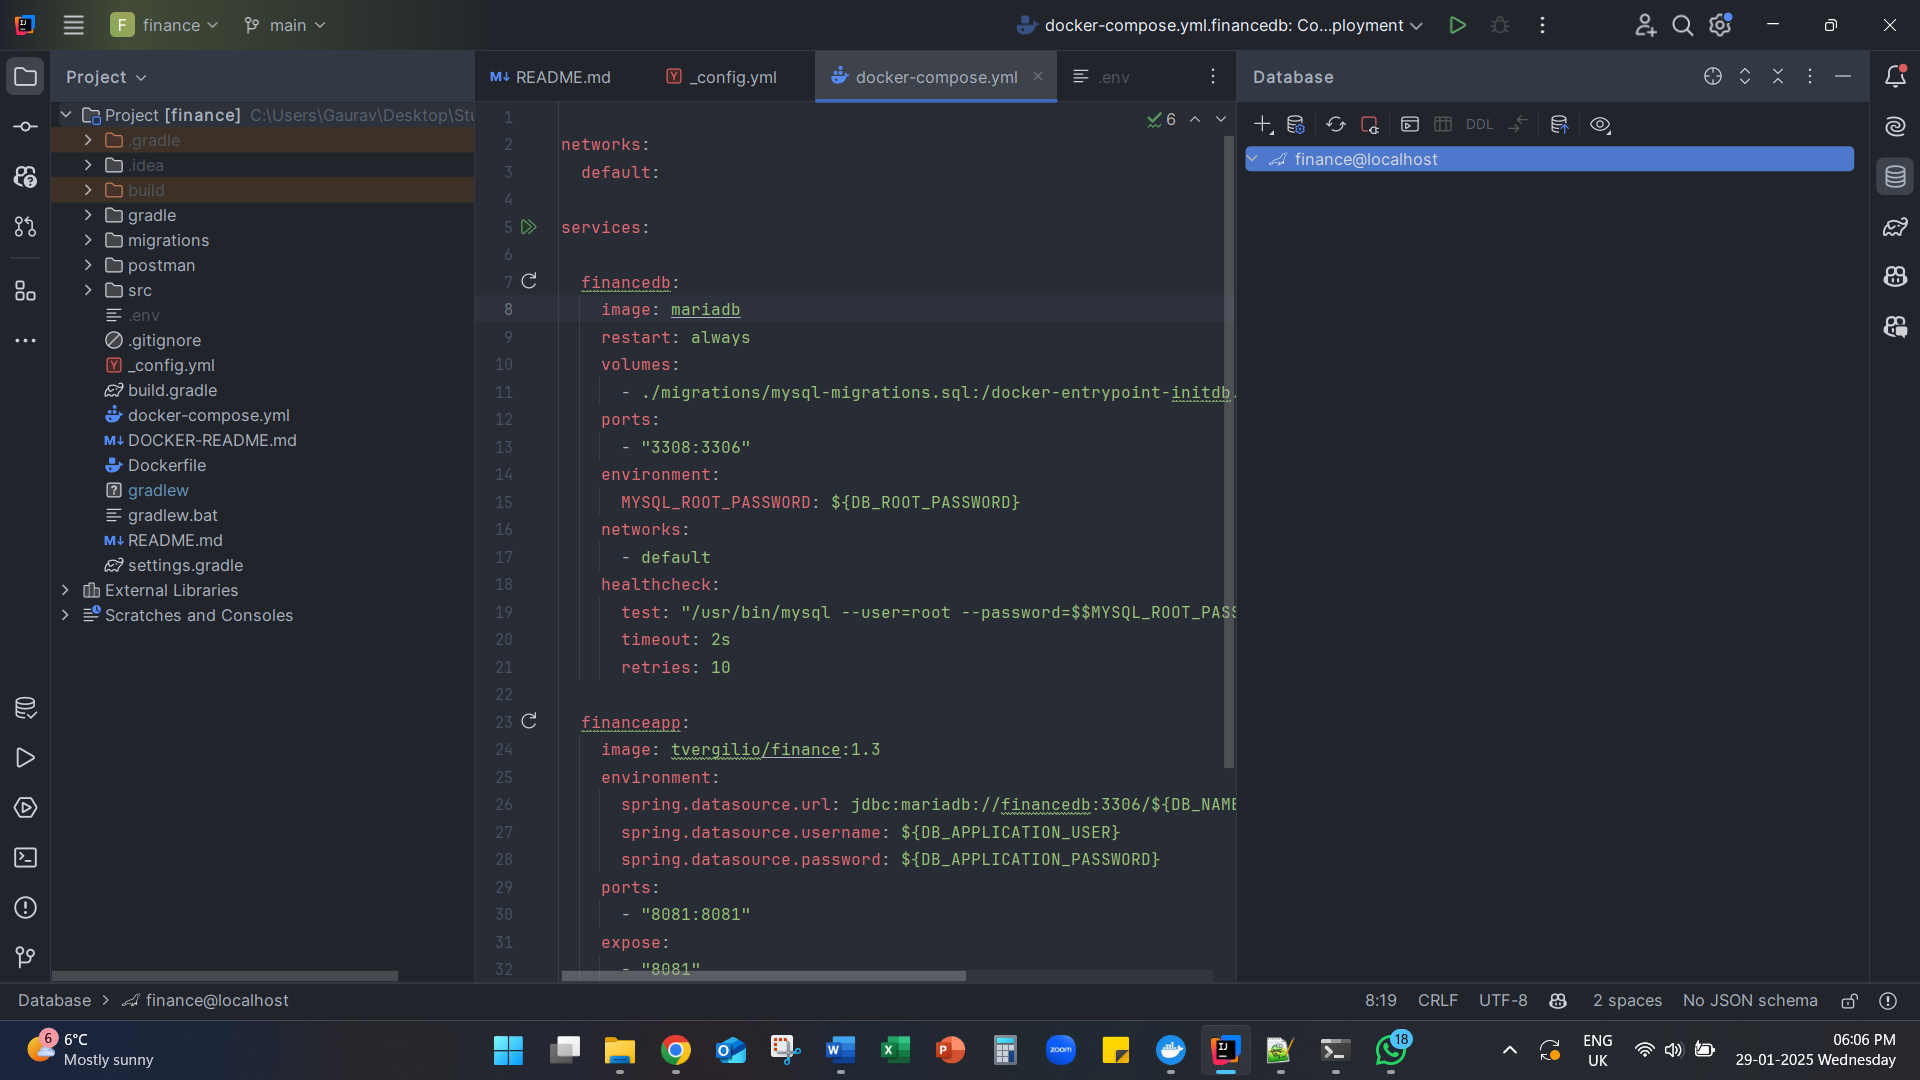 F finance main docker-compose.yml.financedb: Co...ployment
Project
README.md _config.yml docker-compose.yml .env
Database
Project [finance] C:\Users\Gaurav\Desktop\Stu
.gradle
.idea
build
gradle
migrations
postman
src
.env
.gitignore
_config.yml
build.gradle
docker-compose.yml
DOCKER-README.md
Dockerfile
gradlew
gradlew.bat
README.md
settings.gradle
External Libraries
Scratches and Consoles
6
1
2 networks:
3 default:
4
5 services:
6
7 financedb:
8 image: mariadb
9 restart: always
10 volumes:
11 - ./migrations/mysql-migrations.sql:/docker-entrypoint-initdb.
12 ports:
13 - "3308:3306"
14 environment:
15 MYSQL_ROOT_PASSWORD: ${DB_ROOT_PASSWORD}
16 networks:
17 - default
18 healthcheck:
19 test: "/usr/bin/mysql --user=root --password=$$MYSQL_ROOT_PASS
20 timeout: 2s
21 retries: 10
22
23 financeapp:
24 image: tvergilio/finance:1.3
25 environment:
26 spring.datasource.url: jdbc:mariadb://financedb:3306/${DB_NAME
27 spring.datasource.username: ${DB_APPLICATION_USER}
28 spring.datasource.password: ${DB_APPLICATION_PASSWORD}
29 ports:
30 - "8081:8081"
31 expose:
32 - "8081"
DDL
finance@localhost
Database finance@localhost
8:19 CRLF UTF-8 2 spaces No JSON schema
6
6°C
Mostly sunny
zoom
18
ENG
UK
06:06 PM
29-01-2025 Wednesday